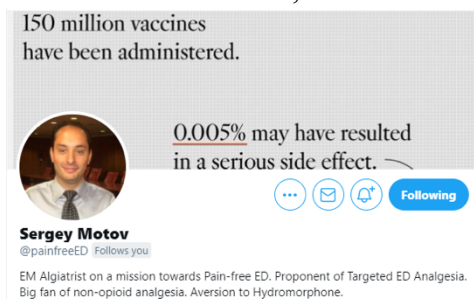 150 million vaccines
have been administered.
0.005% may have resulted
in a serious side effect.
Following
Sergey Motov
@painfreeED Follows you
EM Algiatrist on a mission towards Pain-free ED. Proponent of Targeted ED Analgesia.
Big fan of non-opioid analgesia. Aversion to Hydromorphone.